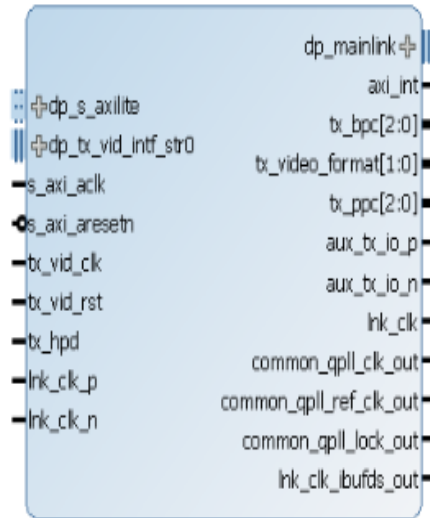 dp_mainlink
axi_int
dp_s_axilite
tx_bpc[2:0]
dp_tx_vid_intf_str0
tx_video_format[1:0]
s_axi_aclk
tx_ppc[2:0]
s_axi_aresetn
aux_tx_io_p
tx_vid_clk
aux_tx_io_n
tx_vid_rst
lnk_clk
tx_hpd
common_qpll_clk_out
lnk_clk_p
common_qpll_ref_clk_out
lnk_clk_n
common_qpll_lock_out
lnk_clk_ibufds_out